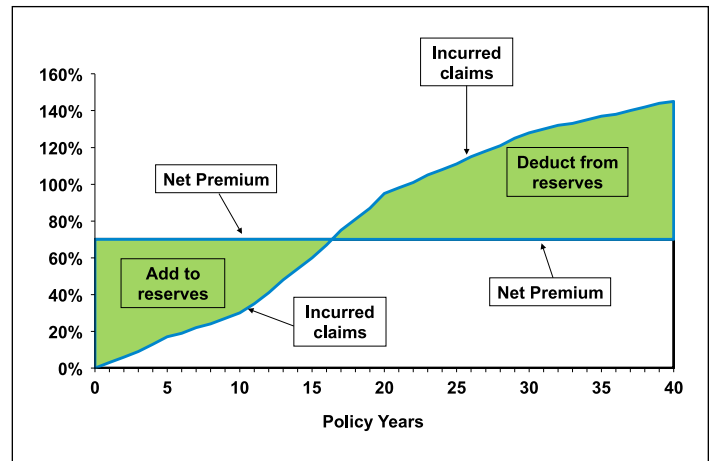 Incurred
claims
160%
140%
120%
100%
80%
60%
40%
20%
0%
Net Premium
Deduct from
reserves
Add to
reserves
Incurred
claims
Net Premium
0 5 10 15 20 25 30 35 40
Policy Years